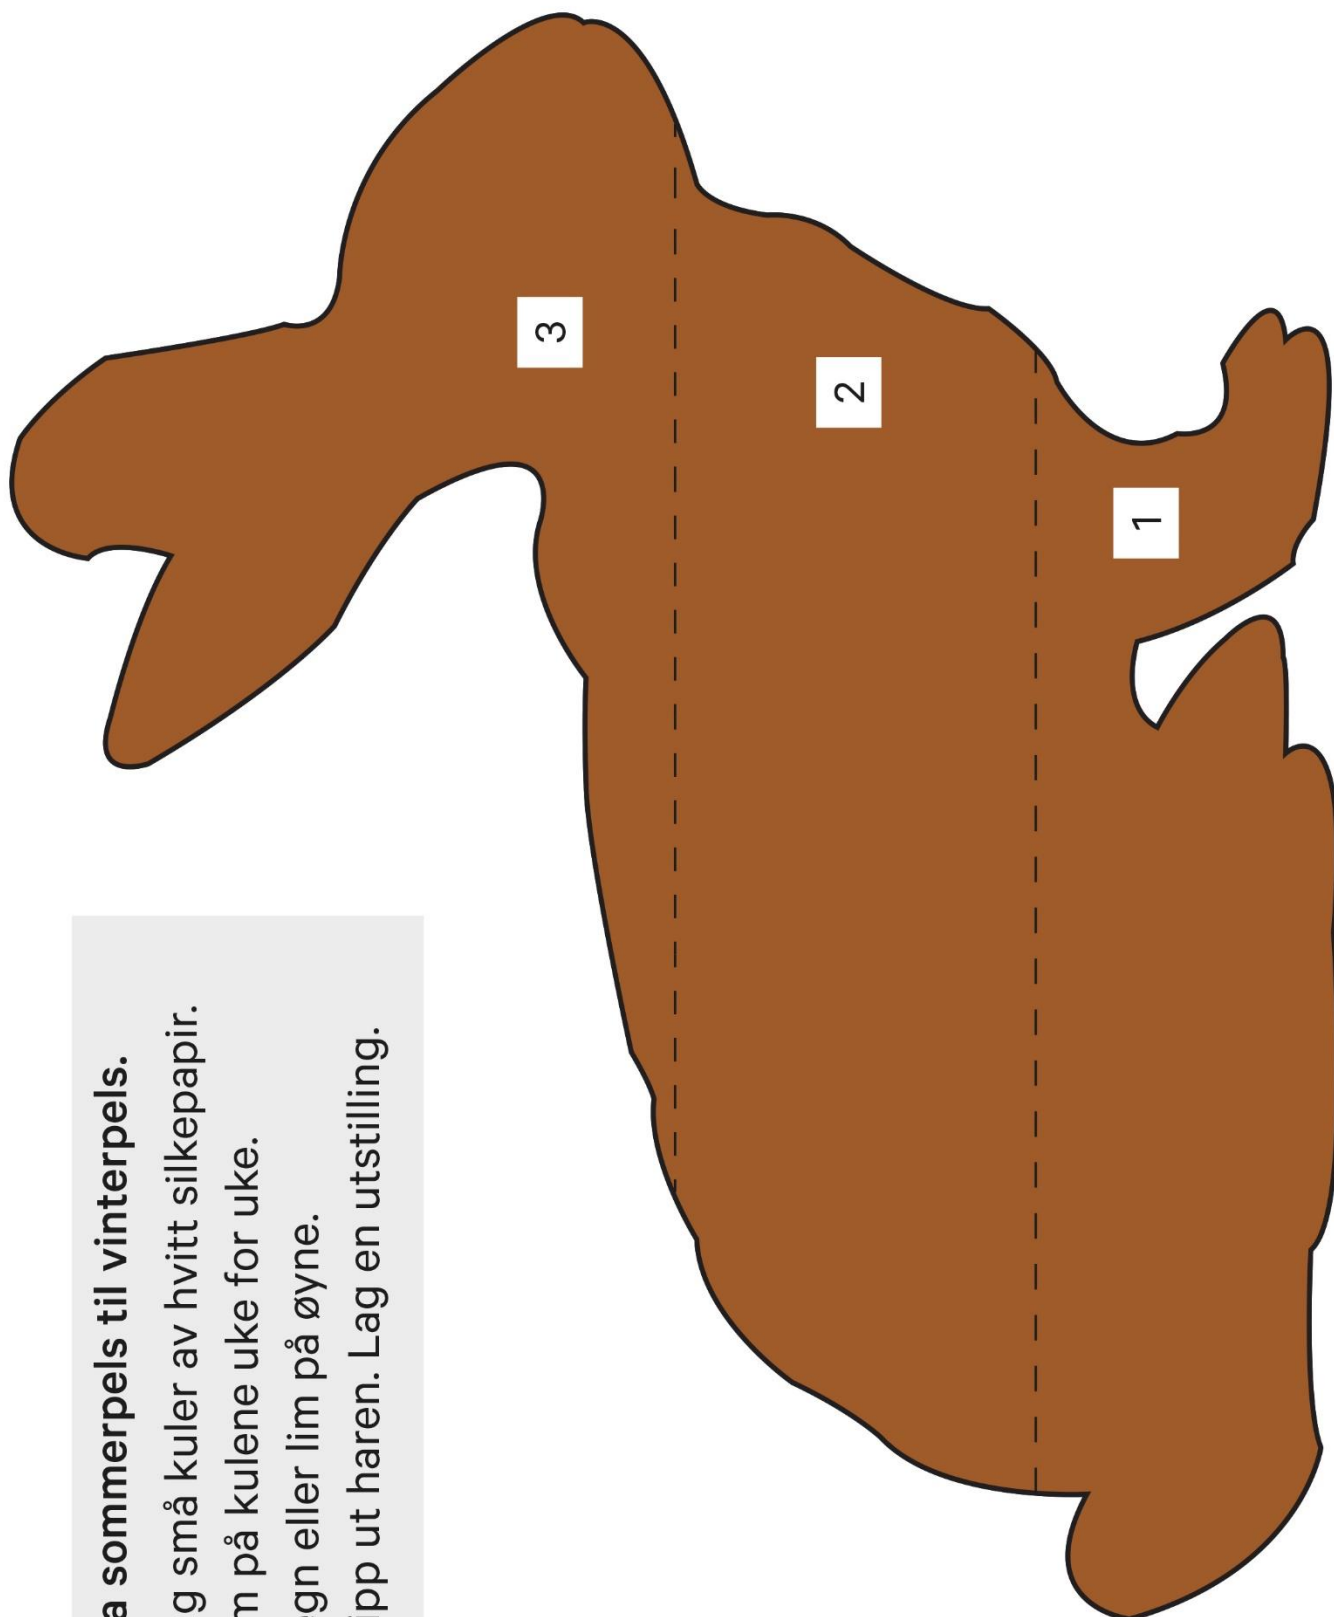 a sommerpels til vinterpels.
g små kuler av hvitt silkepapir.
m på kulene uke for uke.
gn eller lim på øyne.
ipp ut haren. Lag en utstilling.
3
2
1